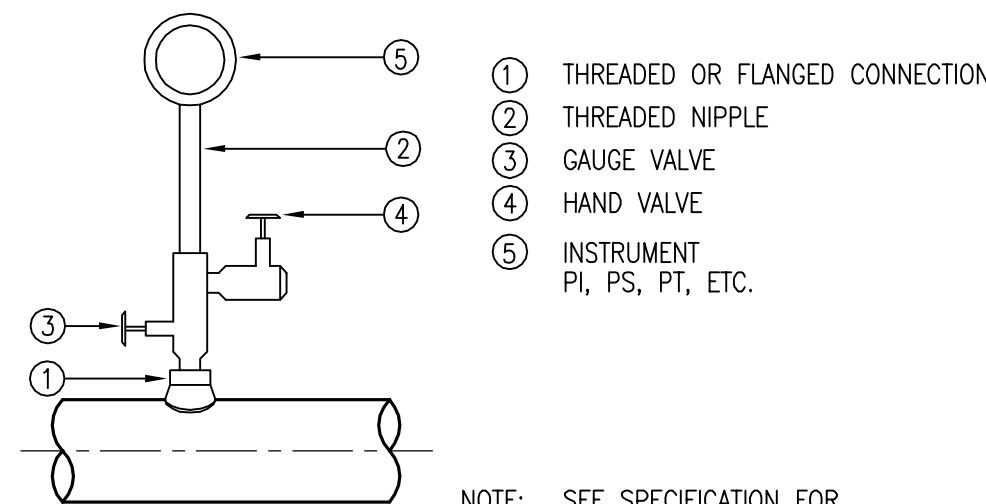 5
2
4
3
1
1 THREADED OR FLANGED CONNECTION
2 THREADED NIPPLE
3 GAUGE VALVE
4 HAND VALVE
5 INSTRUMENT
PI, PS, PT, ETC.
NOTE: SEE SPECIFICATION FOR